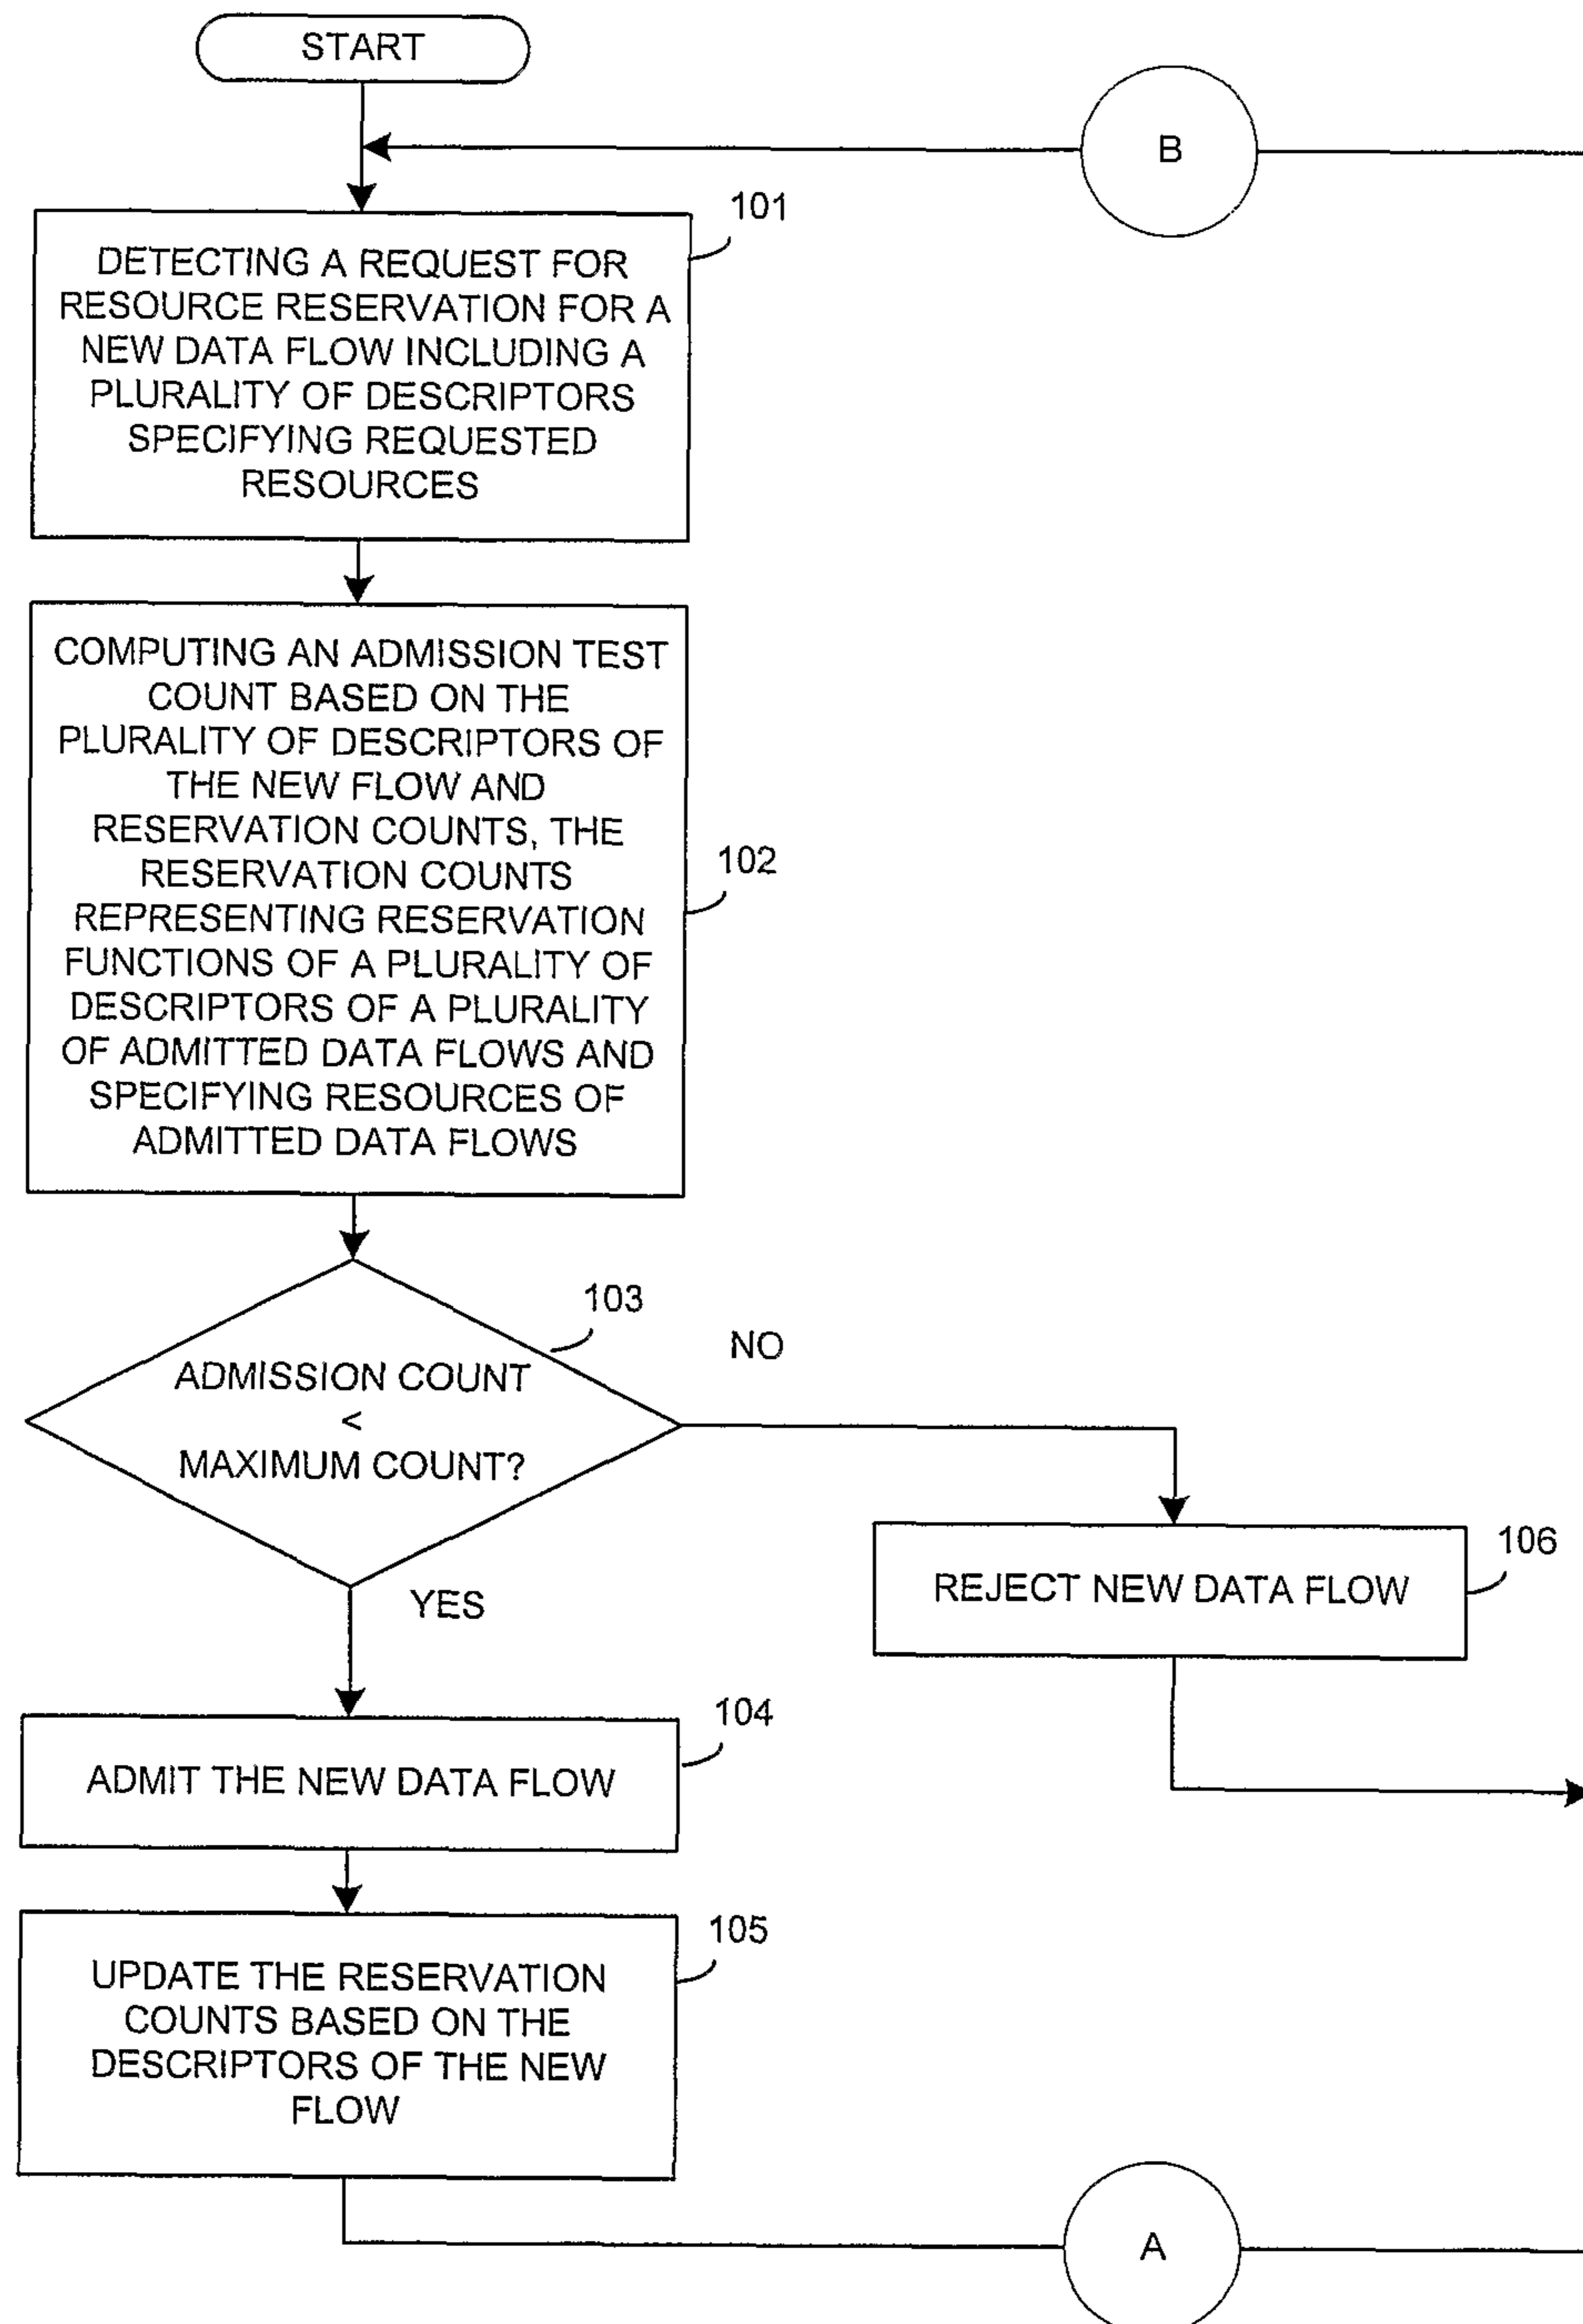 START
B
101
DETECTING A REQUEST FOR
RESOURCE RESERVATION FOR A
NEW DATA FLOW INCLUDING A
PLURALITY OF DESCRIPTORS
SPECIFYING REQUESTED
RESOURCES
COMPUTING AN ADMISSION TEST
COUNT BASED ON THE
PLURALITY OF DESCRIPTORS OF
THE NEW FLOW AND
RESERVATION COUNTS, THE
RESERVATION COUNTS
REPRESENTING RESERVATION
FUNCTIONS OF A PLURALITY OF
DESCRIPTORS OF A PLURALITY
OF ADMITTED DATA FLOWS AND
SPECIFYING RESOURCES OF
ADMITTED DATA FLOWS
102
103
ADMISSION COUNT
<
MAXIMUM COUNT?
NO
YES
106
REJECT NEW DATA FLOW
104
ADMIT THE NEW DATA FLOW
105
UPDATE THE RESERVATION
COUNTS BASED ON THE
DESCRIPTORS OF THE NEW
FLOW
A